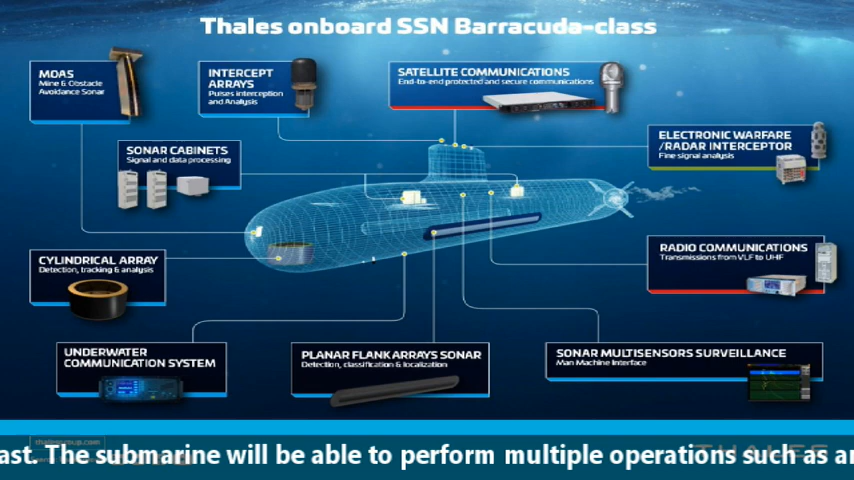 Thales onboard SSN Barracuda-class
MOAS
Mine & Obstacle
Avoidance Sonar
INTERCEPT
ARRAYS
Pulses interception
and Analysis
SATELLITE COMMUNICATIONS
End-to-end protected and secure communications
SONAR CABINETS
Signal and data processing
ELECTRONIC WARFARE
/RADAR INTERCEPTOR
Fine signal analysis
CYLINDRICAL ARRAY
Detection, tracking & analysis
RADIO COMMUNICATIONS
Transmissions from VLF to UHF
UNDERWATER
COMMUNICATION SYSTEM
PLANAR FLANK ARRAYS SONAR
Detection, classification & localization
SONAR MULTISENSORS SURVEILLANCE
Man Machine Interface
thalesgroup.com
THALES
ast. The submarine will be able to perform multiple operations such as an